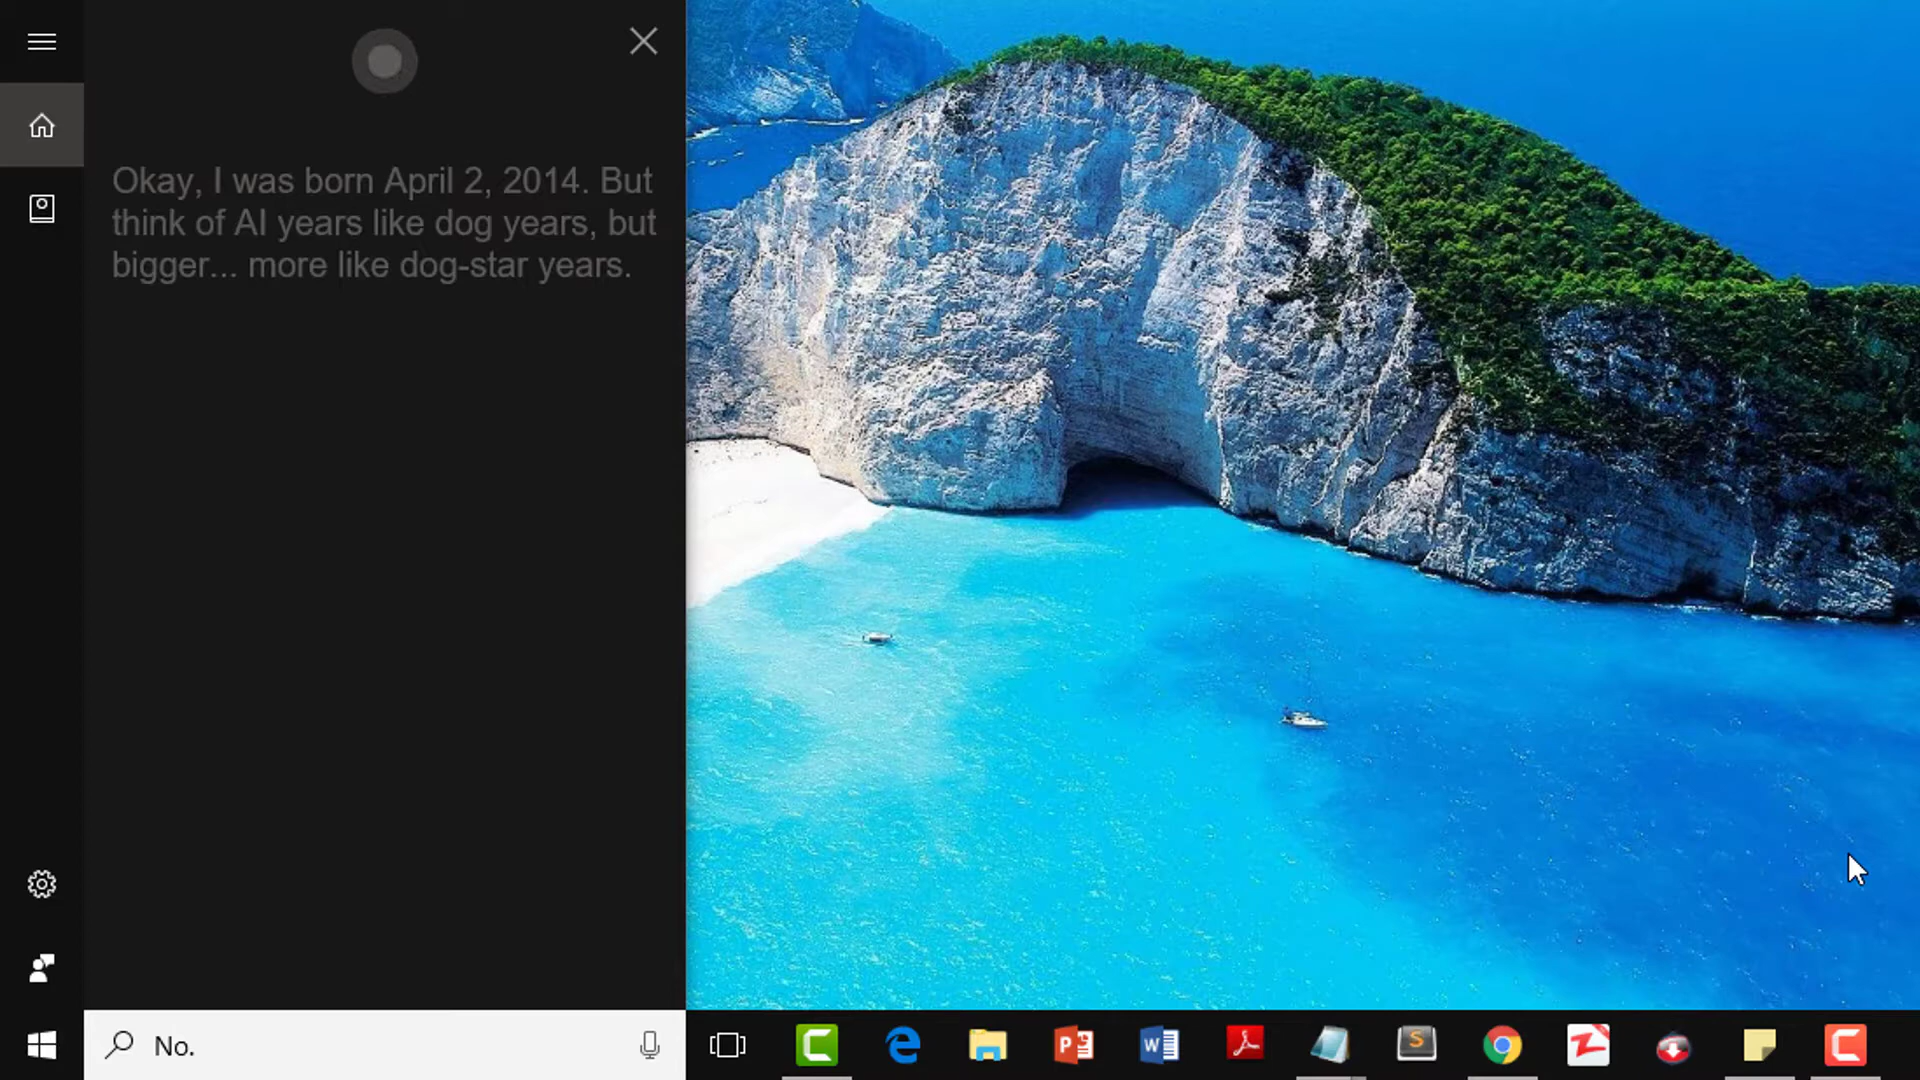 Okay, I was born April 2, 2014. But
think of AI years like dog years, but
bigger... more like dog-star years.
No.